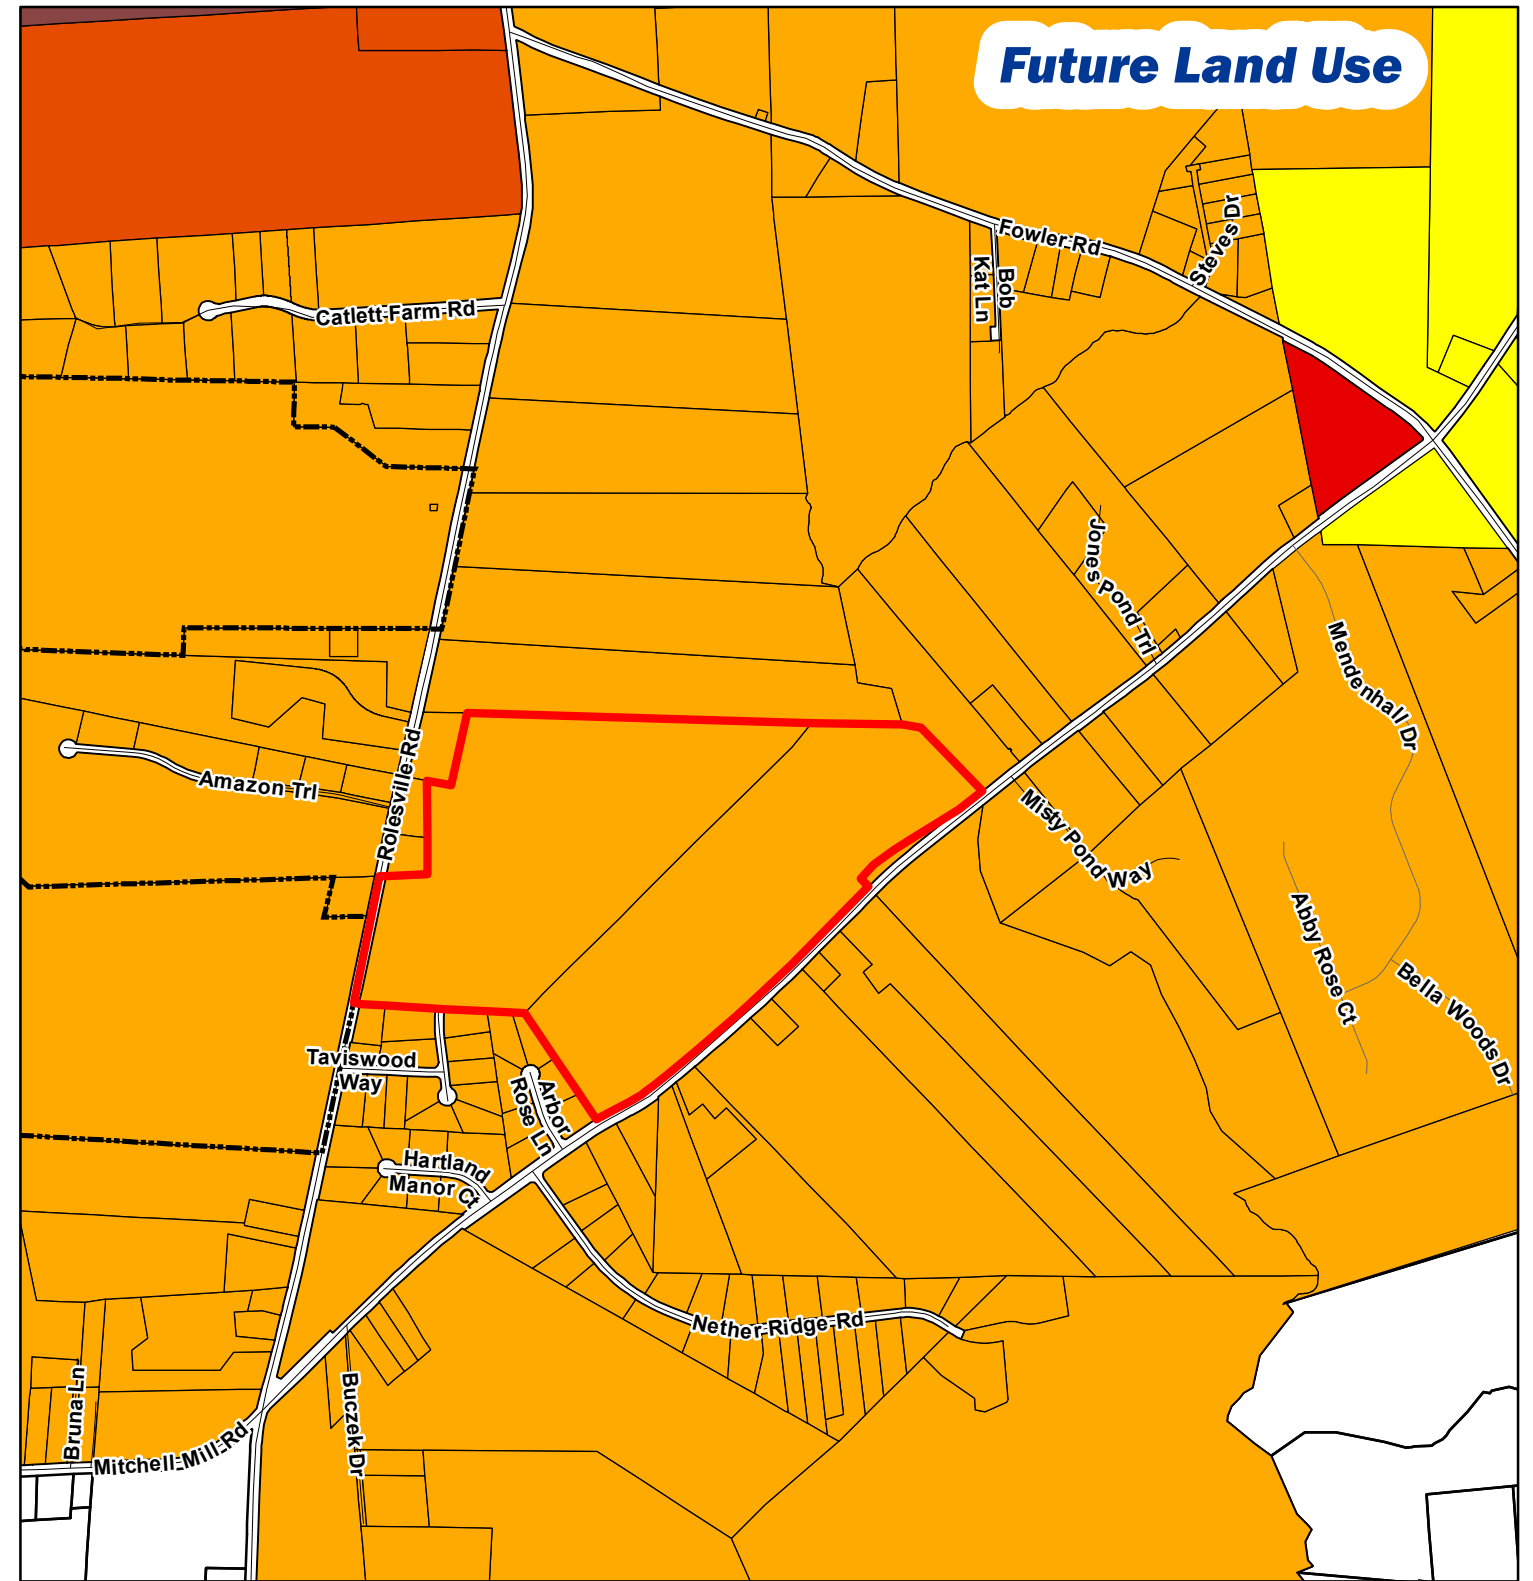 Future Land Use
Steves Dr
Fowler Rd
Bob
Kat Ln
Catlett Farm Rd
Jones Pond Trl
Mendenhall Dr
Rolesville Rd
Amazon Trl
Misty Pond Way
Abby Rose Ct
Bella Woods Dr
Taviswood
Way
Arbor
Rose Ln
Hartland
Manor Ct
Nether Ridge Rd
Bruna Ln
Buczek Dr
Mitchell Mill Rd